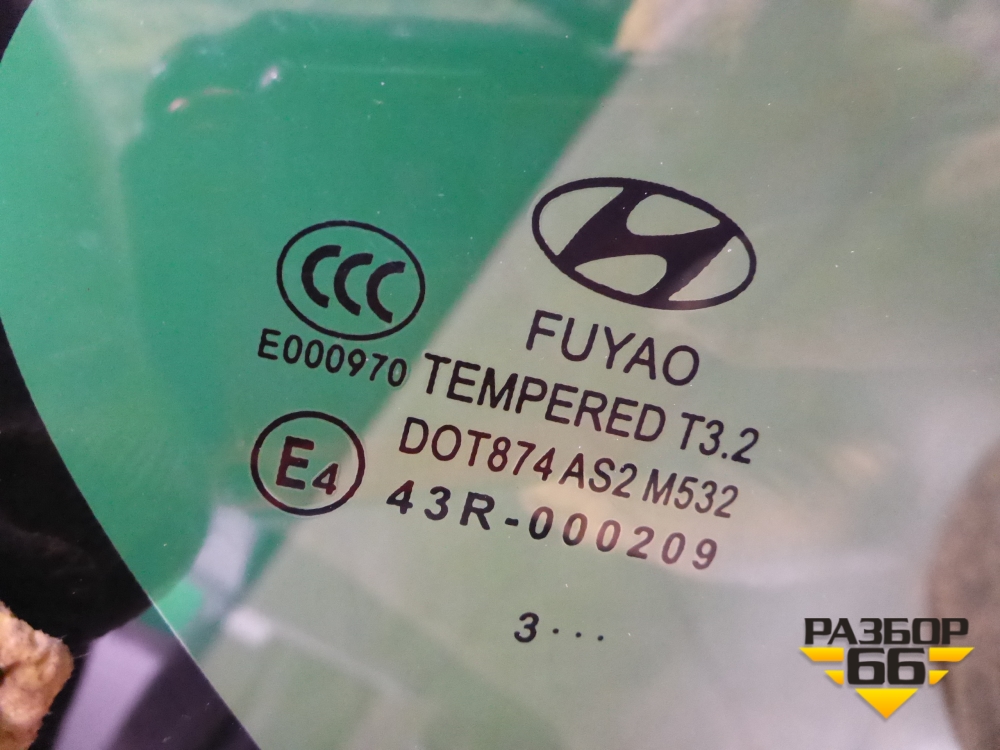 CCC
FUYAO
E000970
TEMPERED T3.2
E4
DOT874 AS2 M532
43R-000209
3...
РАЗБОР
66